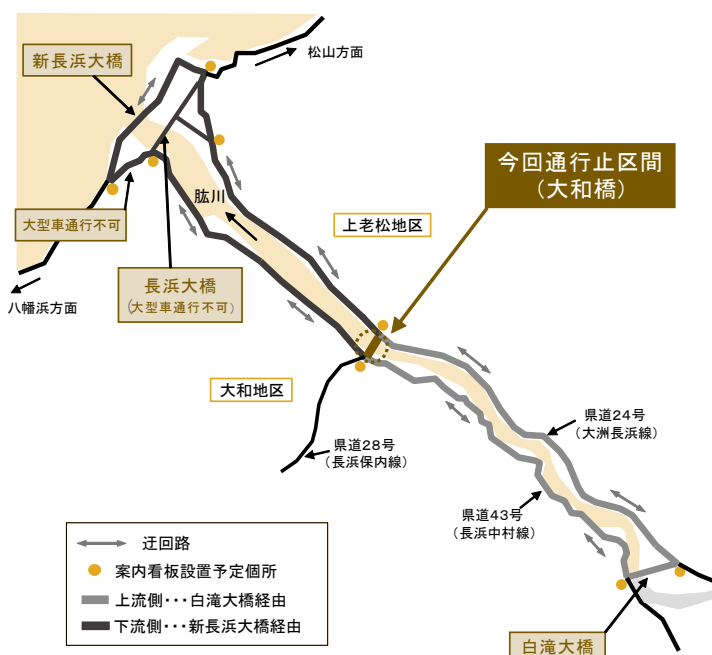 新長浜大橋
松山方面
今回通行止区間
(大和橋)
肱川
上老松地区
大型車通行不可
長浜大橋
(大型車通行不可)
八幡浜方面
大和地区
県道24号
(大洲長浜線)
県道28号
(長浜保内線)
県道43号
(長浜中村線)
迂回路
案内看板設置予定個所
上流側・・・白滝大橋経由
下流側・・・新長浜大橋経由
白滝大橋